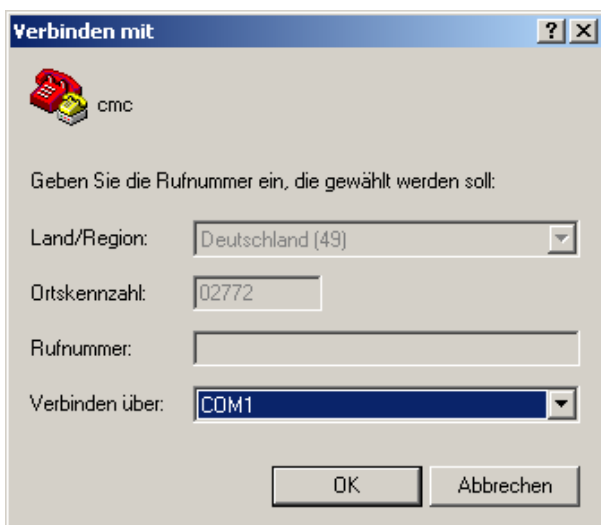 Verbinden mit
cmc
Geben Sie die Rufnummer ein, die gewählt werden soll:
Land/Region: Deutschland (49)
Ortskennzahl: 02772
Rufnummer:
Verbinden über: COM1
OK Abbrechen